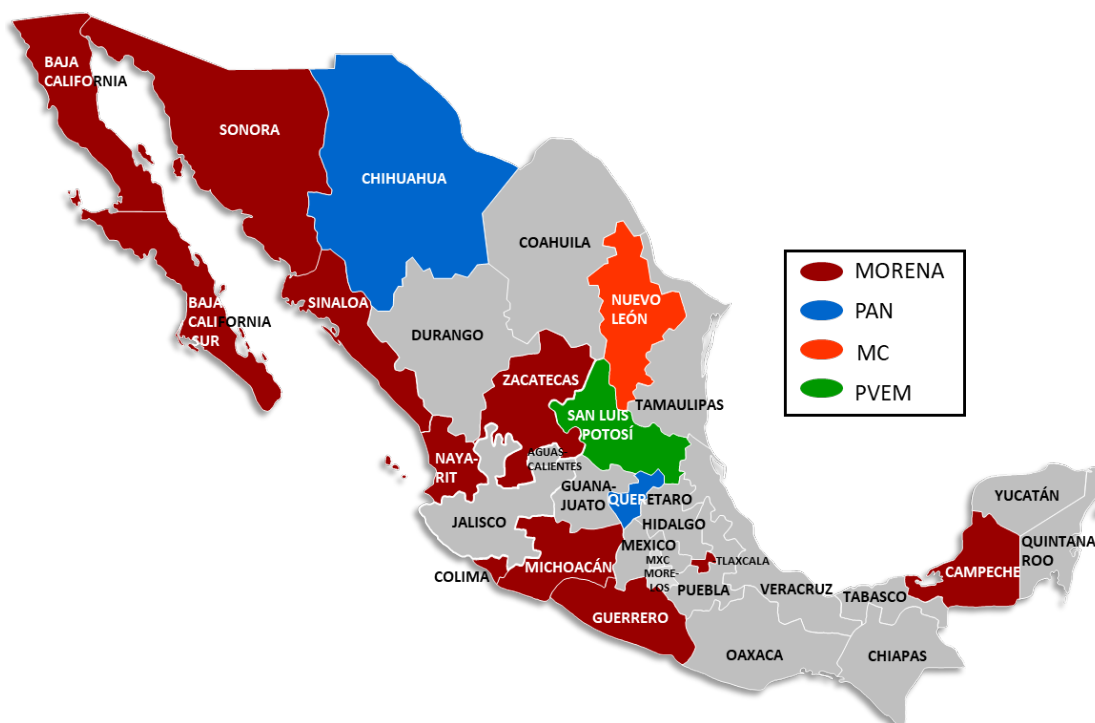 BAJA
CALIFORNIA
SONORA
CHIHUAHUA
COAHUILA
NUEVO
LEÓN
SINALOA
BAJA
CALIFORNIA
SUR
DURANGO
ZACATECAS
TAMAULIPAS
SAN LUIS
POTOSÍ
NAYA-
RIT
AGUAS-
CALIENTES
GUANA-
JUATO
QUERETARO
JALISCO
HIDALGO
MEXICO
MXC
MORE-
LOS
TLAXCALA
COLIMA
MICHOACÁN
PUEBLA
VERACRUZ
GUERRERO
OAXACA
TABASCO
CHIAPAS
CAMPECHE
YUCATÁN
QUINTANA
ROO
MORENA
PAN
MC
PVEM